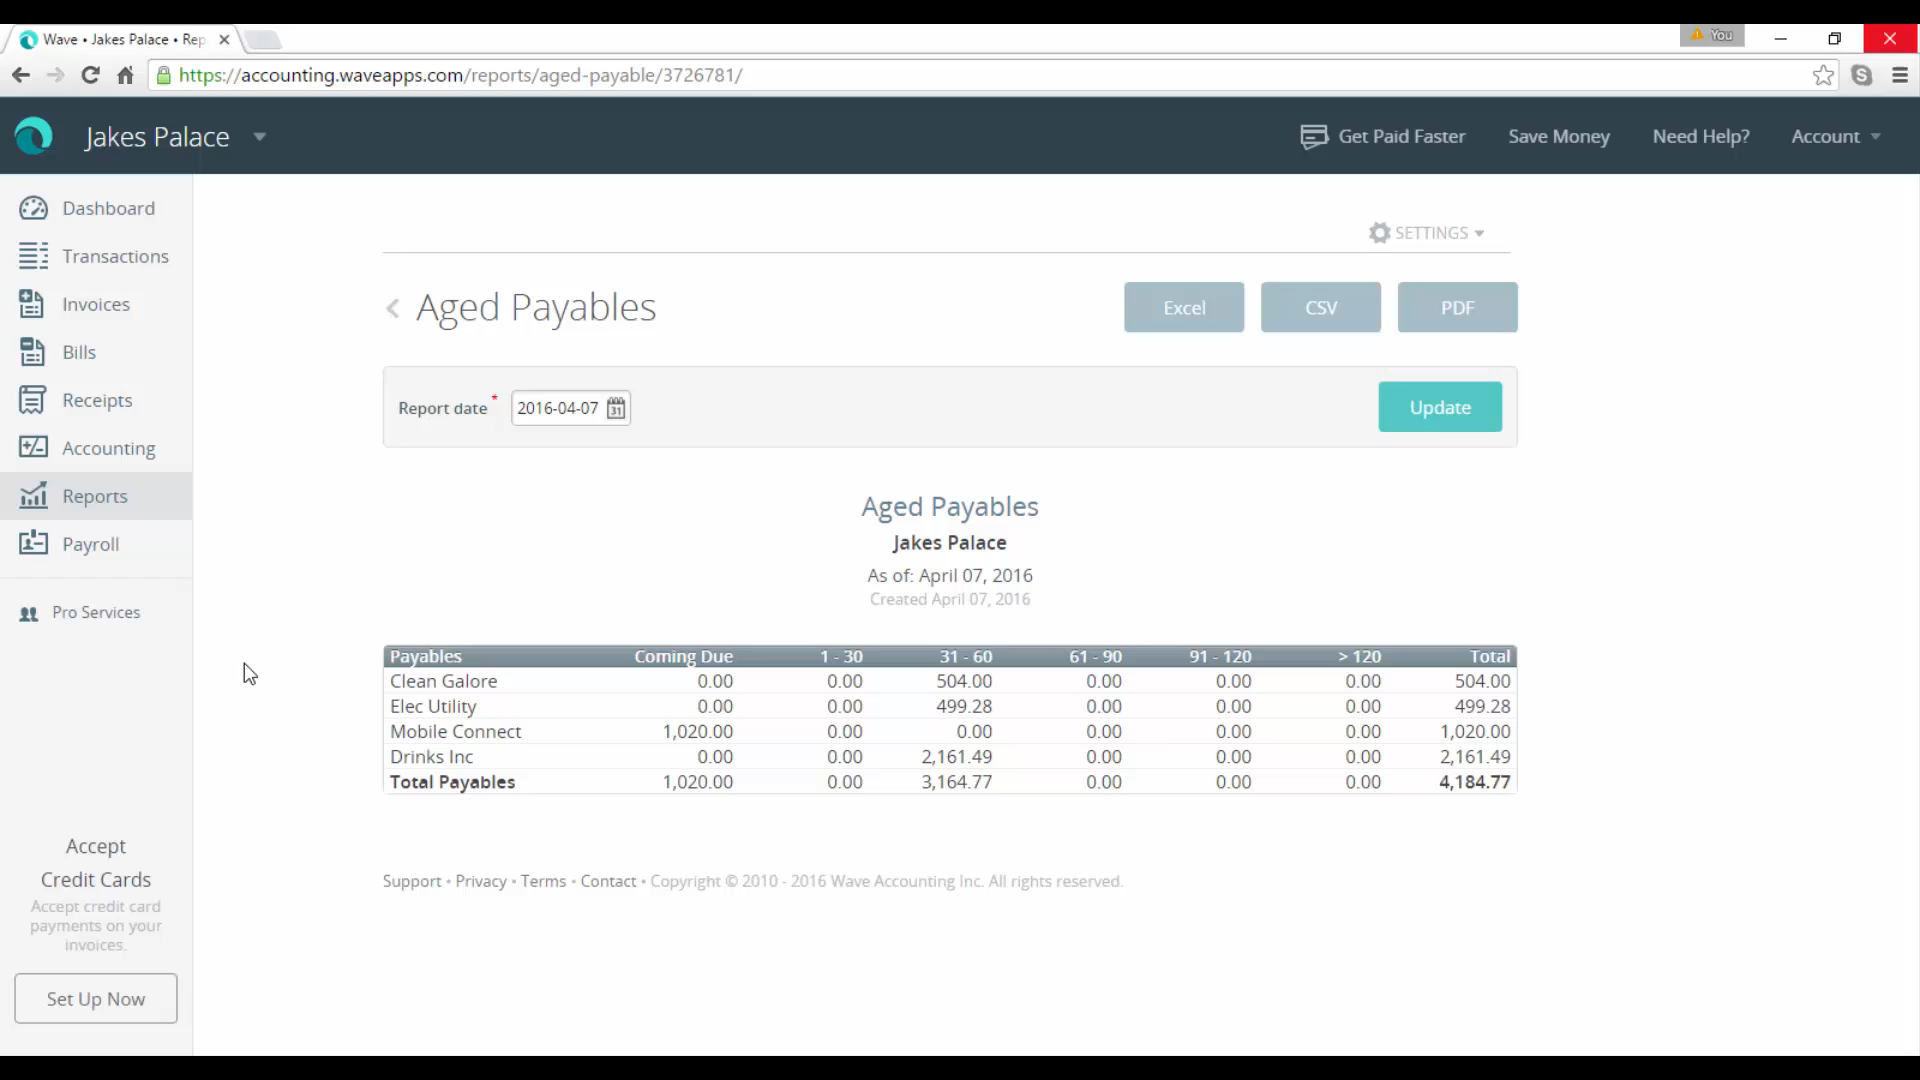 Wave • Jakes Palace • Rep
You
https://accounting.waveapps.com/reports/aged-payable/3726781/
Jakes Palace
Get Paid Faster
Save Money
Need Help?
Account
Dashboard
Transactions
Invoices
Bills
Receipts
Accounting
Reports
Payroll
Pro Services
Accept
Credit Cards
Accept credit card
payments on your
invoices.
Set Up Now
SETTINGS
Aged Payables
Excel
CSV
PDF
Report date * 2016-04-07 31
Update
Aged Payables
Jakes Palace
As of: April 07, 2016
Created April 07, 2016
Payables Coming Due 1 - 30 31 - 60 61 - 90 91 - 120 > 120 Total
Clean Galore 0.00 0.00 504.00 0.00 0.00 0.00 504.00
Elec Utility 0.00 0.00 499.28 0.00 0.00 0.00 499.28
Mobile Connect 1,020.00 0.00 0.00 0.00 0.00 0.00 1,020.00
Drinks Inc 0.00 0.00 2,161.49 0.00 0.00 0.00 2,161.49
Total Payables 1,020.00 0.00 3,164.77 0.00 0.00 0.00 4,184.77
Support • Privacy • Terms • Contact • Copyright © 2010 - 2016 Wave Accounting Inc. All rights reserved.